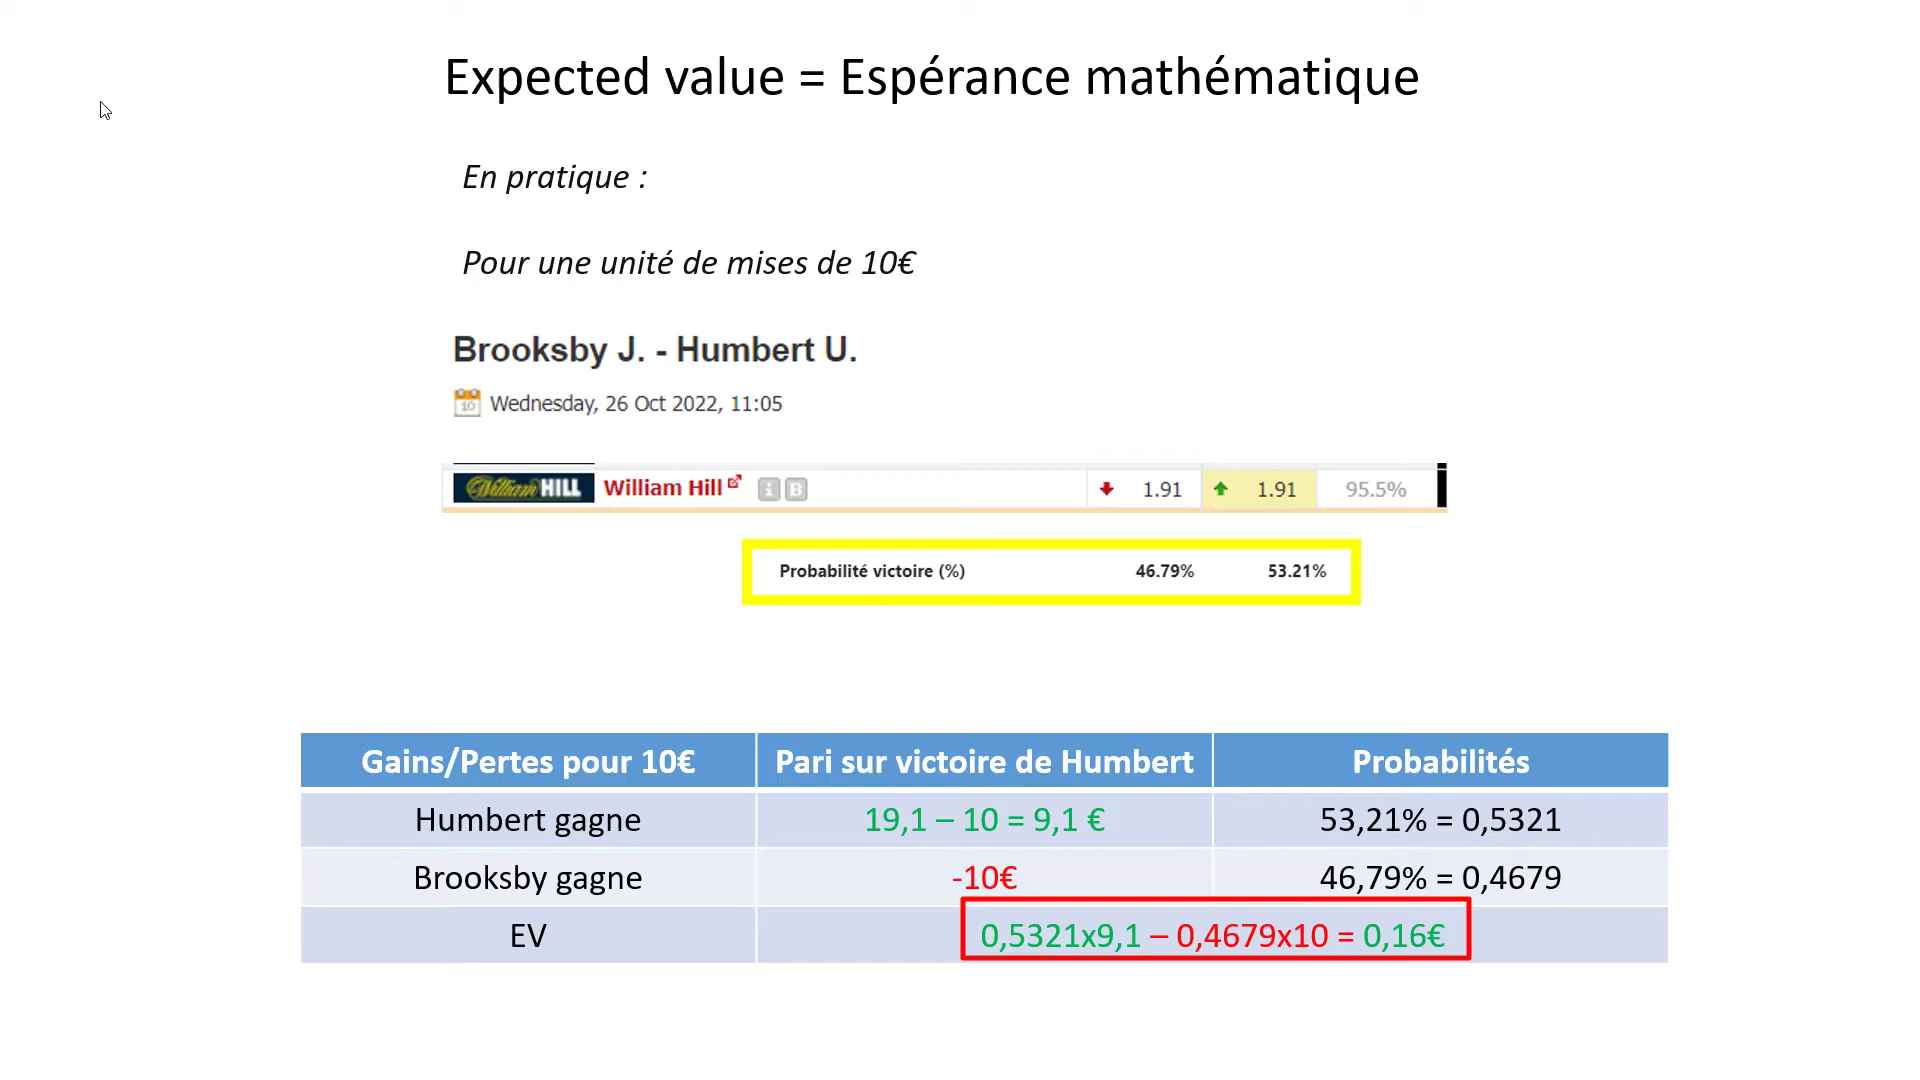 Expected value = Espérance mathématique
En pratique :
Pour une unité de mises de 10€
Brooksby J. - Humbert U.
10 Wednesday, 26 Oct 2022, 11:05
William HILL William Hill i B 1.91 1.91 95.5%
Probabilité victoire (%) 46.79% 53.21%
Gains/Pertes pour 10€ Pari sur victoire de Humbert Probabilités
Humbert gagne 19,1 – 10 = 9,1 € 53,21% = 0,5321
Brooksby gagne -10€ 46,79% = 0,4679
EV 0,5321x9,1 – 0,4679x10 = 0,16€